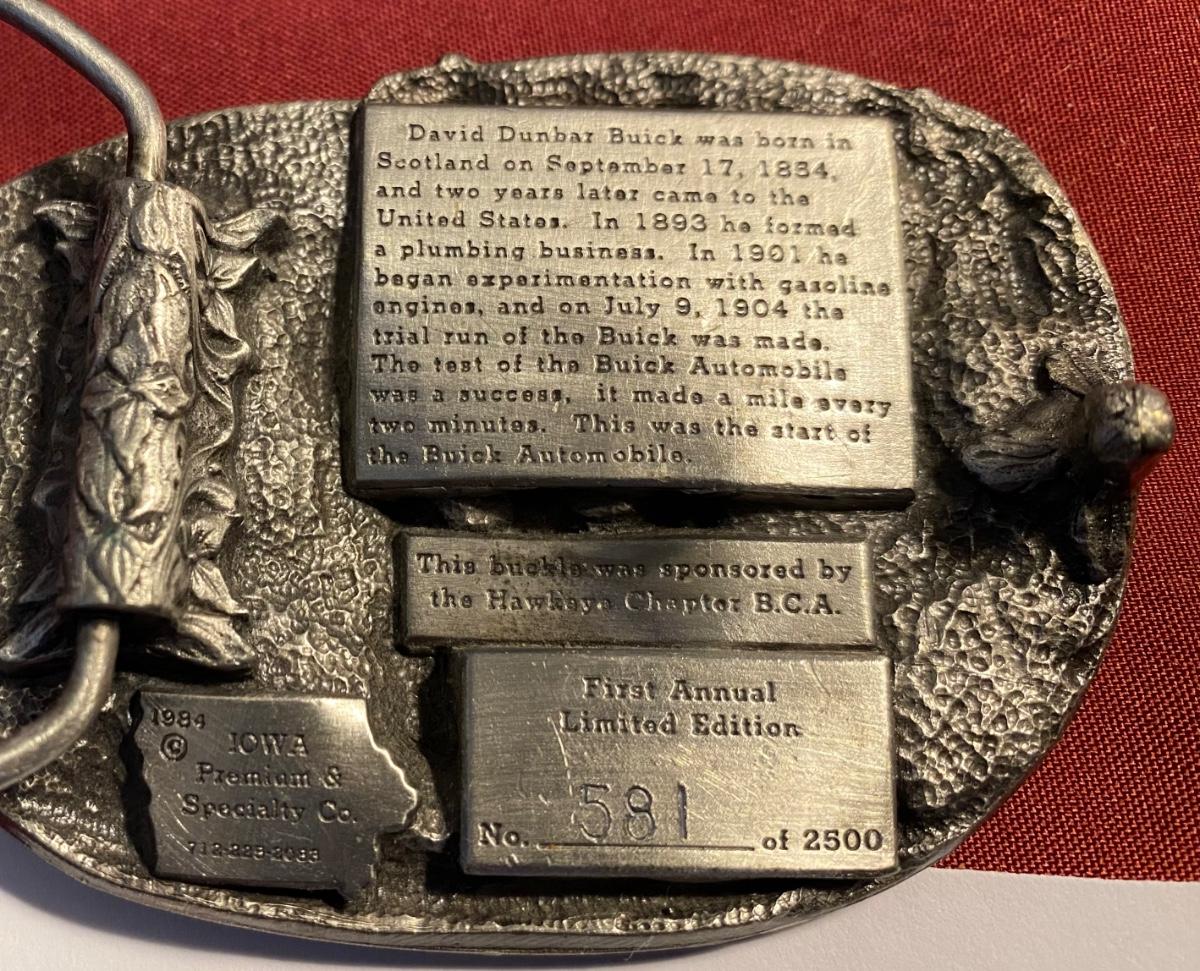 David Dunbar Buick was born in
Scotland on September 17, 1884,
and two years later came to the
United States. In 1893 he formed
a plumbing business. In 1901 he
began experimentation with gasoline
engines, and on July 9, 1904 the
trial run of the Buick was made.
The test of the Buick Automobile
was a success, it made a mile every
two minutes. This was the start of
the Buick Automobile.
This buckle was sponsored by
the Hawkeye Chapter B.C.A.
First Annual
Limited Edition
No. 581 of 2500
1984
© IOWA
Premium &
Specialty Co.